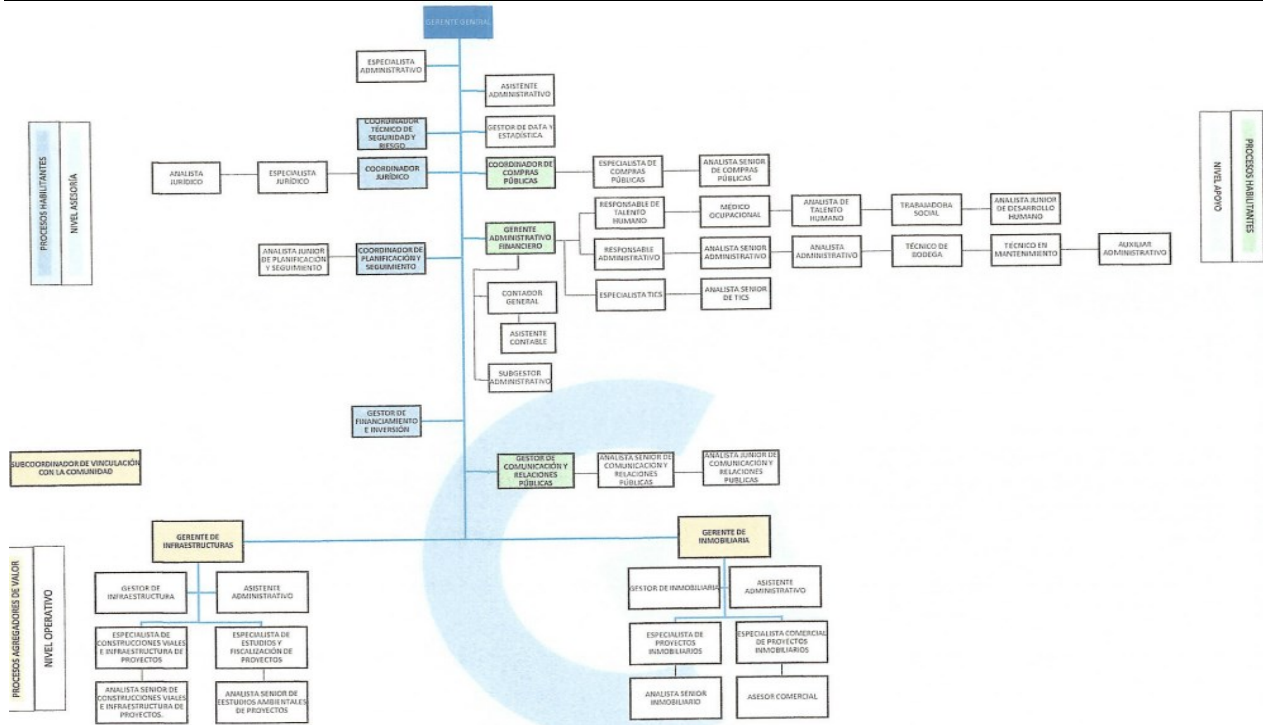 GERENTE GENERAL
ESPECIALISTA
ADMINISTRATIVO
ASISTENTE
ADMINISTRATIVO
COORDINADOR
TÉCNICO DE
SEGURIDAD Y
RIESGO
GESTOR DE DATA Y
ESTADÍSTICA
ANALISTA
JURÍDICO
ESPECIALISTA
JURÍDICO
COORDINADOR
JURÍDICO
COORDINADOR DE
COMPRAS
PÚBLICAS
ESPECIALISTA DE
COMPRAS
PÚBLICAS
ANALISTA SENIOR
DE COMPRAS
PÚBLICAS
PROCESOS HABILITANTES
NIVEL ASESORÍA
NIVEL APOYO
PROCESOS HABILITANTES
RESPONSABLE DE
TALENTO
HUMANO
MÉDICO
OCUPACIONAL
ANALISTA DE
TALENTO
HUMANO
TRABAJADORA
SOCIAL
ANALISTA JUNIOR
DE DESARROLLO
HUMANO
GERENTE
ADMINISTRATIVO
FINANCIERO
RESPONSABLE
ADMINISTRATIVO
ANALISTA SENIOR
ADMINISTRATIVO
ANALISTA
ADMINISTRATIVO
TÉCNICO DE
BODEGA
TÉCNICO EN
MANTENIMIENTO
AUXILIAR
ADMINISTRATIVO
ANALISTA JUNIOR
DE PLANIFICACIÓN
Y SEGUIMIENTO
COORDINADOR DE
PLANIFICACIÓN Y
SEGUIMIENTO
ESPECIALISTA TICS
ANALISTA SENIOR
DE TICS
CONTADOR
GENERAL
ASISTENTE
CONTABLE
SUBGESTOR
ADMINISTRATIVO
GESTOR DE
FINANCIAMIENTO
E INVERSIÓN
SUBCOORDINADOR DE VINCULACIÓN
CON LA COMUNIDAD
GESTOR DE
COMUNICACIÓN Y
RELACIONES
PÚBLICAS
ANALISTA SENIOR DE
COMUNICACIÓN Y
RELACIONES
PÚBLICAS
ANALISTA JUNIOR DE
COMUNICACIÓN Y
RELACIONES
PUBLICAS
GERENTE DE
INFRAESTRUCTURAS
GERENTE DE
INMOBILIARIA
PROCESOS AGREGADORES DE VALOR
NIVEL OPERATIVO
GESTOR DE
INFRAESTRUCTURA
ASISTENTE
ADMINISTRATIVO
GESTOR DE INMOBILIARIA
ASISTENTE
ADMINISTRATIVO
ESPECIALISTA DE
CONSTRUCCIONES VIALES
E INFRAESTRUCTURA DE
PROYECTOS
ESPECIALISTA DE
ESTUDIOS Y
FISCALIZACIÓN DE
PROYECTOS
ESPECIALISTA DE
PROYECTOS
INMOBILIARIOS
ESPECIALISTA COMERCIAL
DE PROYECTOS
INMOBILIARIOS
ANALISTA SENIOR DE
CONSTRUCCIONES VIALES
E INFRAESTRUCTURA DE
PROYECTOS.
ANALISTA SENIOR DE
EESTUDIOS AMBIENTALES
DE PROYECTOS
ANALISTA SENIOR
INMOBILIARIO
ASESOR COMERCIAL